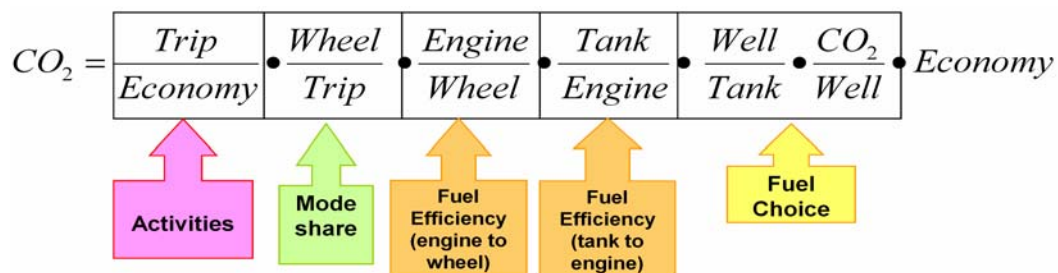 CO₂ = Trip/Economy • Wheel/Trip • Engine/Wheel • Tank/Engine • Well/Tank • CO₂/Well • Economy
Activities
Mode
share
Fuel
Efficiency
(engine to
wheel)
Fuel
Efficiency
(tank to
engine)
Fuel
Choice